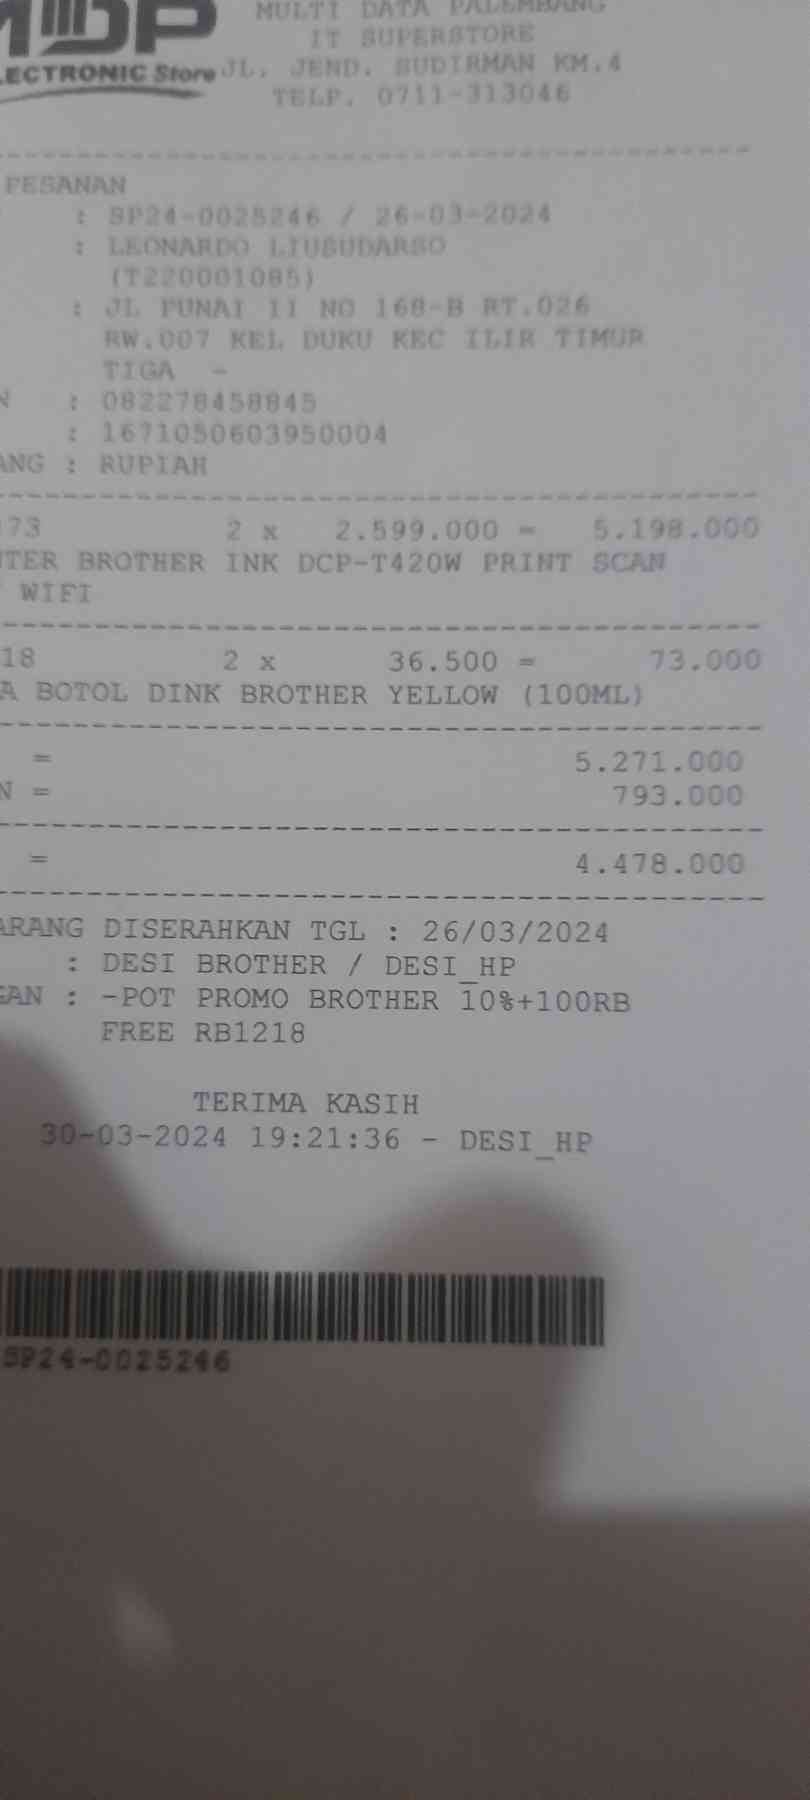 MDP
ELECTRONIC Store
MULTI DATA PALEMBANG
IT SUPERSTORE
JL. JEND. SUDIRMAN KM.4
TELP. 0711-313046
PESANAN
: SP24-0025246 / 26-03-2024
: LEONARDO LIUSUDARSO
(T220001085)
: JL PUNAI II NO 168-B RT.026
RW.007 KEL DUKU KEC ILIR TIMUR
TIGA -
N : 082278458845
: 1671050603950004
ANG : RUPIAH
73 2 x 2.599.000 = 5.198.000
NTER BROTHER INK DCP-T420W PRINT SCAN
WIFI
18 2 x 36.500 = 73.000
A BOTOL DINK BROTHER YELLOW (100ML)
= 5.271.000
N = 793.000
= 4.478.000
ARANG DISERAHKAN TGL : 26/03/2024
: DESI BROTHER / DESI_HP
GAN : -POT PROMO BROTHER 10%+100RB
FREE RB1218
TERIMA KASIH
30-03-2024 19:21:36 - DESI_HP
SP24-0025246